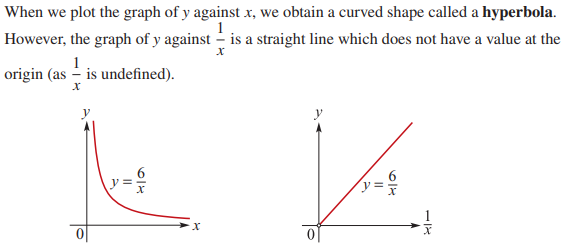 When we plot the graph of y against x, we obtain a curved shape called a hyperbola.
However, the graph of y against 1/x is a straight line which does not have a value at the
origin (as 1/x is undefined).
y
y = 6/x
0
x
y
y = 6/x
0
1/x